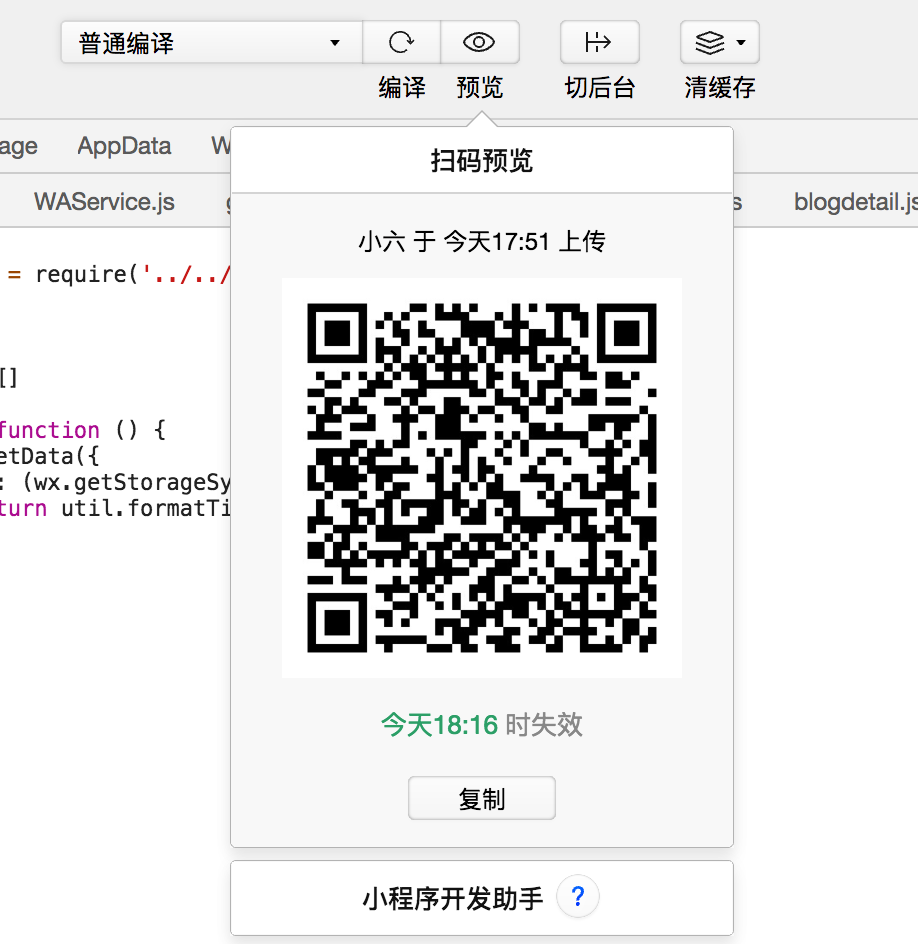 普通编译
编译 预览 切后台 清缓存
age AppData W
扫码预览
WAService.js g s blogdetail.js
小六 于 今天17:51 上传
= require('../../
[]
function () {
etData({
: (wx.getStorageSy
turn util.formatTi
今天18:16 时失效
复制
小程序开发助手 ?